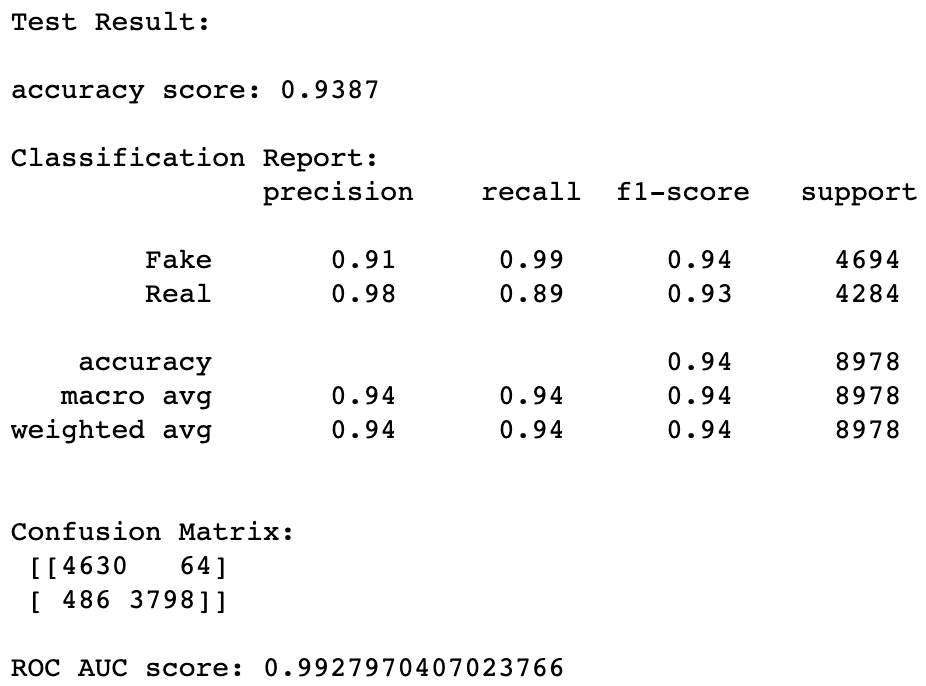 Test Result:
accuracy score: 0.9387
Classification Report:
precision recall f1-score support
Fake 0.91 0.99 0.94 4694
Real 0.98 0.89 0.93 4284
accuracy 0.94 8978
macro avg 0.94 0.94 0.94 8978
weighted avg 0.94 0.94 0.94 8978
Confusion Matrix:
[[4630 64]
[ 486 3798]]
ROC AUC score: 0.9927970407023766